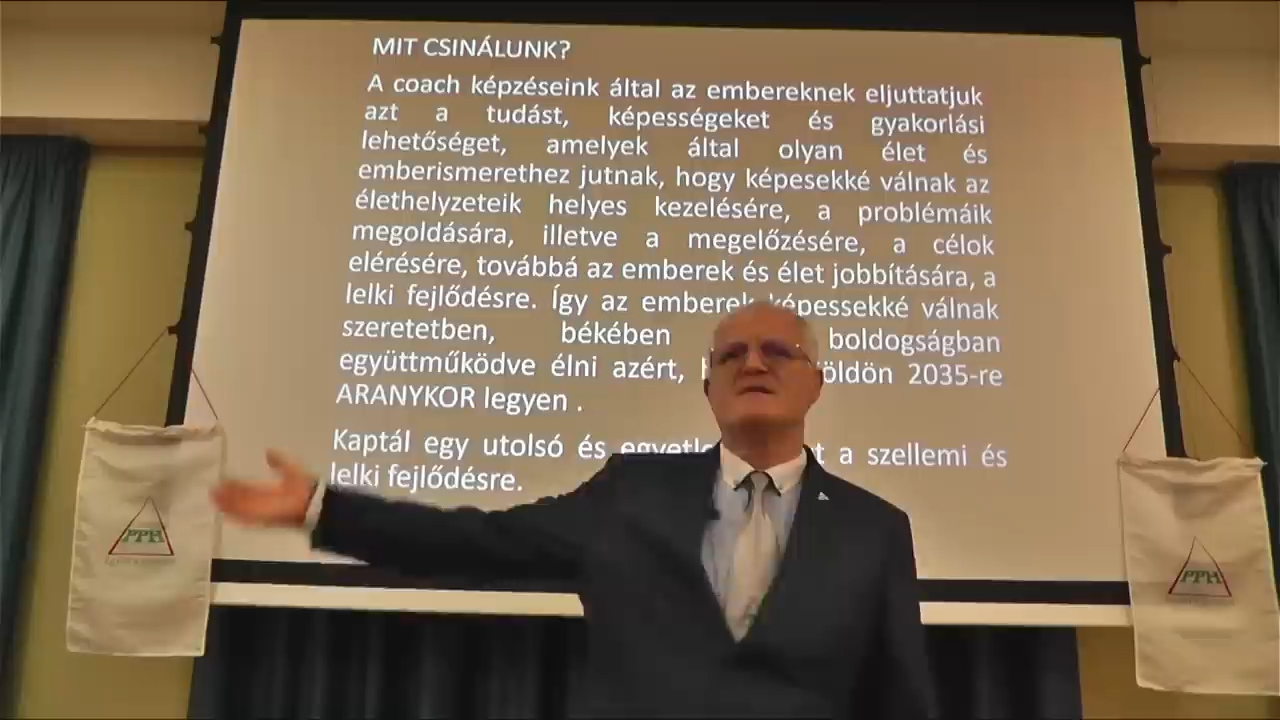 MIT CSINÁLUNK?
A coach képzéseink által az embereknek eljuttatjuk
azt a tudást, képességeket és gyakorlási
lehetőséget, amelyek által olyan élet és
emberismerethez jutnak, hogy képesekké válnak az
élethelyzeteik helyes kezelésére, a problémáik
megoldására, illetve a megelőzésére, a célok
elérésére, továbbá az emberek és élet jobbítására, a
lelki fejlődésre. Így az emberek képessekké válnak
szeretetben, békében boldogságban
együttműködve élni azért, 2035-re
ARANYKOR legyen .
Kaptál egy utolsó és a szellemi és
lelki fejlődésre.
PPH
PPH